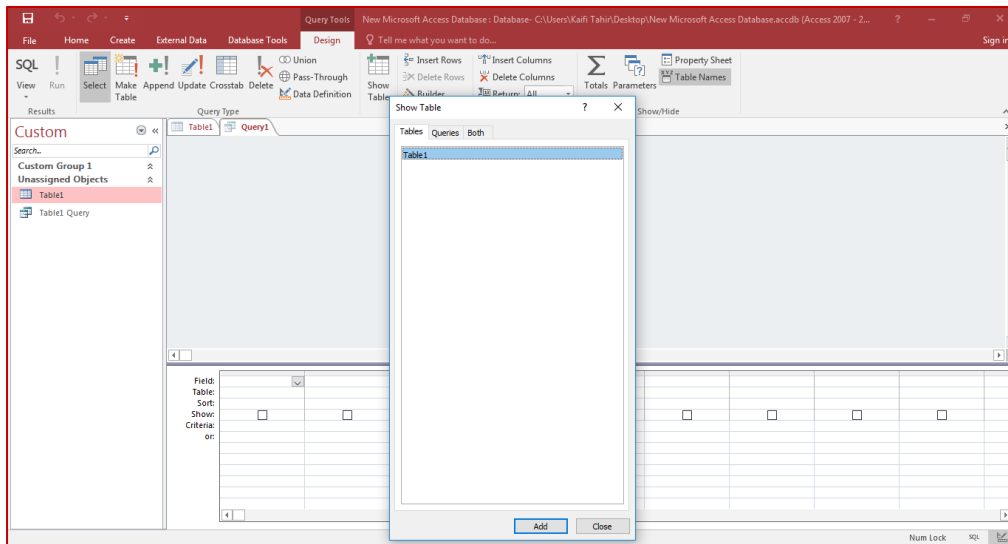 Query Tools New Microsoft Access Database : Database- C:\Users\Kaifi Tahir\Desktop\New Microsoft Access Database.accdb (Access 2007 - 2... ?
File Home Create External Data Database Tools Design Tell me what you want to do... Sign in
SQL
View
Run
Results
Select
Make Table
Append
Update
Crosstab
Delete
Union
Pass-Through
Data Definition
Query Type
Show Table
Insert Rows
Delete Rows
Builder
Insert Columns
Delete Columns
Return: All
Totals
Parameters
Property Sheet
Table Names
Show/Hide
Custom
Search...
Custom Group 1
Unassigned Objects
Table1
Table1 Query
Table1 Query1
Show Table ?
Tables Queries Both
Table1
Add Close
Field:
Table:
Sort:
Show:
Criteria:
or:
Num Lock SQL